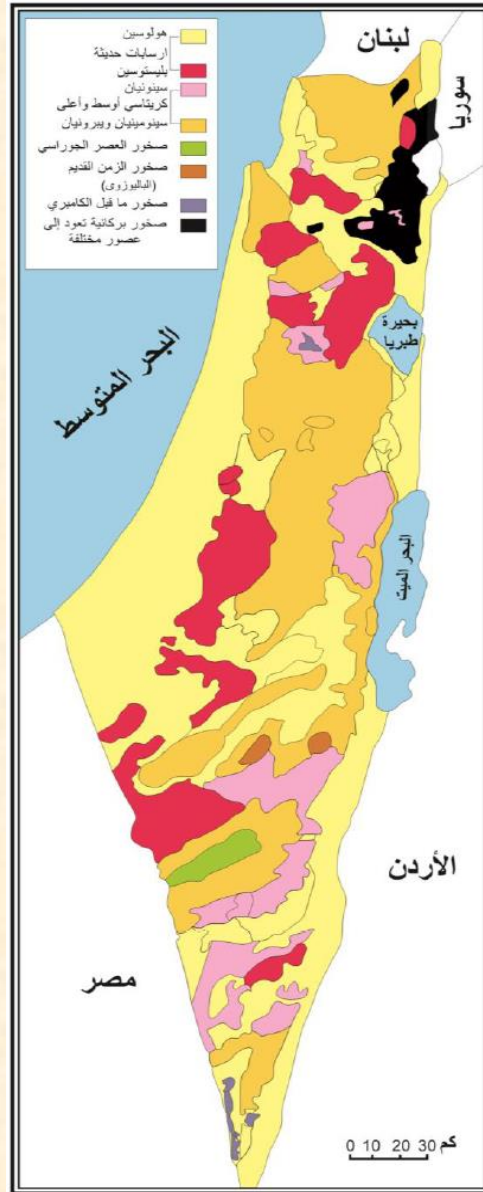 هولوسين
ارسابات حديثة
بليستوسين
سينونيان
كريتاسي أوسط وأعلى
سينومينيان ويبرونيان
صخور العصر الجوراسي
صخور الزمن القديم
(الباليوزوي)
صخور ما قبل الكامبري
صخور بركانية تعود إلى
عصور مختلفة
لبنان
سوريا
بحيرة
طبريا
البحر المتوسط
البحر الميت
الأردن
مصر
0 10 20 30 كم